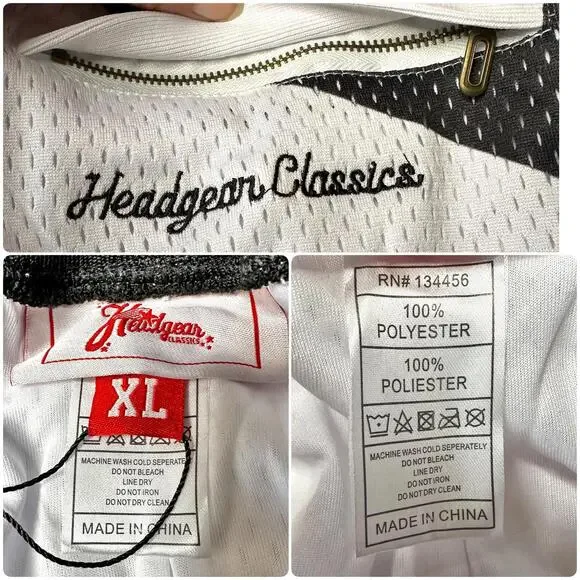 Headgear Classics
Headgear
CLASSICS
XL
MACHINE WASH COLD SEPERATELY
DO NOT BLEACH
LINE DRY
DO NOT IRON
DO NOT DRY CLEAN
MADE IN CHINA
RN# 134456
100%
POLYESTER
100%
POLIESTER
MACHINE WASH COLD SEPERATELY
DO NOT BLEACH
LINE DRY
DO NOT IRON
DO NOT DRY CLEAN
MADE IN CHINA